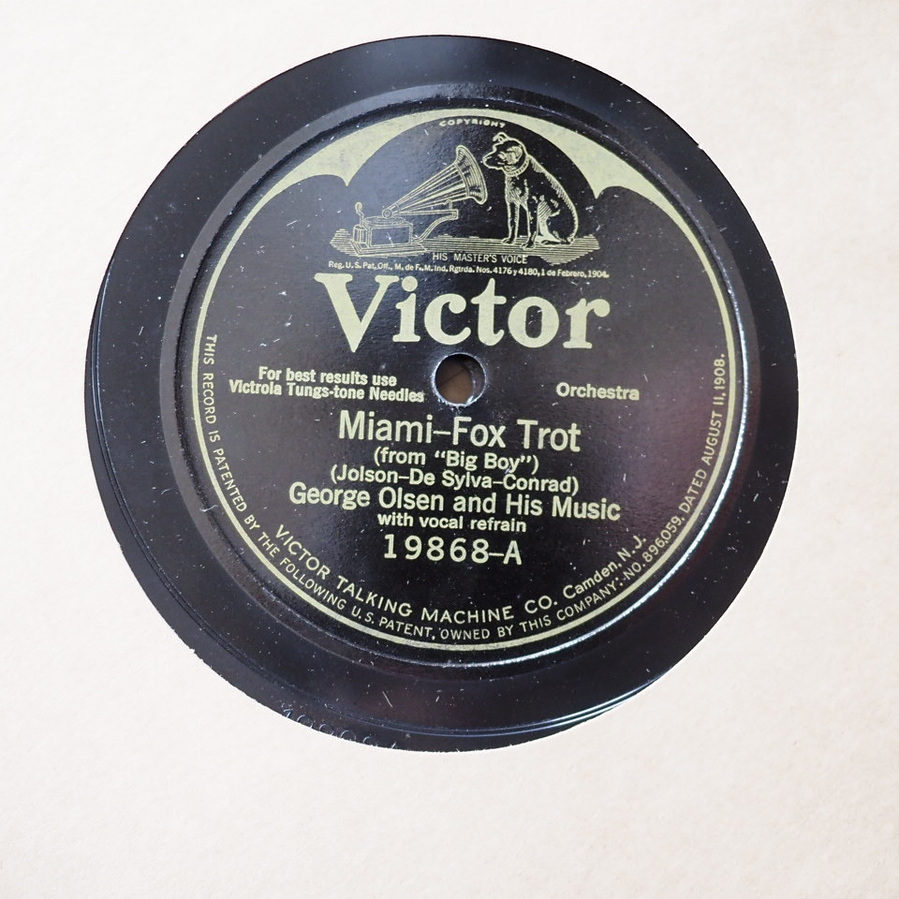 COPYRIGHT
HIS MASTER'S VOICE
Reg. U.S. Pat. Off., M. de F., M. Ind. Rgtrda. Nos. 4176 y 4180, 1 de Febrero, 1904.
Victor
For best results use
Victrola Tungs-tone Needles
Orchestra
Miami–Fox Trot
(from "Big Boy")
(Jolson–De Sylva–Conrad)
George Olsen and His Music
with vocal refrain
19868–A
VICTOR TALKING MACHINE CO. Camden, N.J.
THIS RECORD IS PATENTED BY THE FOLLOWING U.S. PATENT, OWNED BY THIS COMPANY:–NO. 896,059, DATED AUGUST 11, 1908.